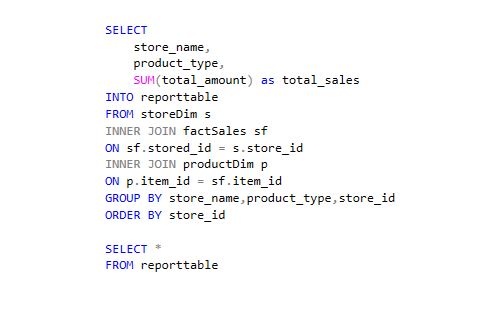 SELECT
store_name,
product_type,
SUM(total_amount) as total_sales
INTO reporttable
FROM storeDim s
INNER JOIN factSales sf
ON sf.stored_id = s.store_id
INNER JOIN productDim p
ON p.item_id = sf.item_id
GROUP BY store_name,product_type,store_id
ORDER BY store_id
SELECT *
FROM reporttable